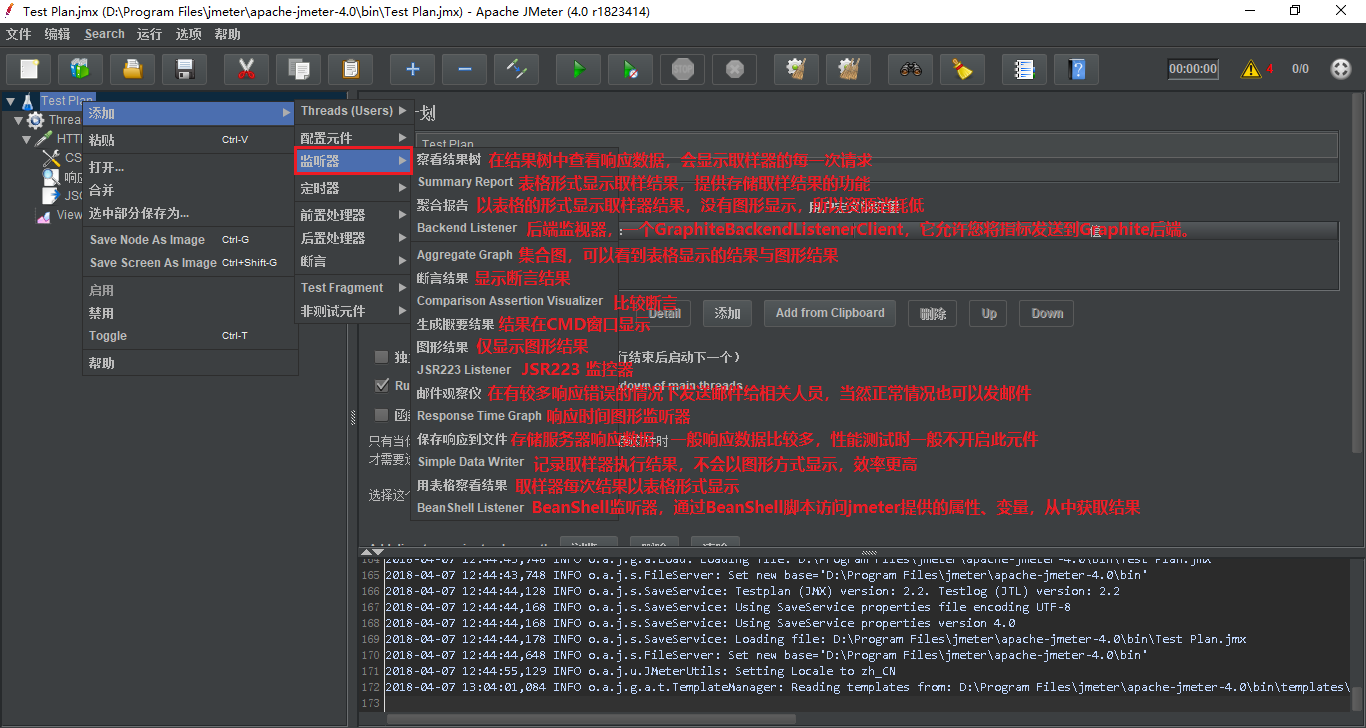 Test Plan.jmx (D:\Program Files\jmeter\apache-jmeter-4.0\bin\Test Plan.jmx) - Apache JMeter (4.0 r1823414)
文件 编辑 Search 运行 选项 帮助
STOP 00:00:00 4 0/0
Test Plan
Threa
HTTP
CS
响应
JSO
View
添加
粘贴 Ctrl-V
打开...
合并
选中部分保存为...
Save Node As Image Ctrl-G
Save Screen As Image Ctrl+Shift-G
启用
禁用
Toggle Ctrl-T
帮助
Threads (Users)
配置元件
监听器
定时器
前置处理器
后置处理器
断言
Test Fragment
非测试元件
划
Test Plan
察看结果树 在结果树中查看响应数据，会显示取样器的每一次请求
Summary Report 表格形式显示取样结果，提供存储取样结果的功能
聚合报告 以表格的形式显示取样器结果，没有图形显示，
耗低
用户定义的变量
Backend Listener 后端监视器，一个GraphiteBackendListenerClient，它允许您将指标发送到Graphite后端。
值
Aggregate Graph 集合图，可以看到表格显示的结果与图形结果
断言结果 显示断言结果
Comparison Assertion Visualizer 比较断言
生成概要结果 结果在CMD窗口显示
图形结果 仅显示图形结果
JSR223 Listener JSR223 监控器
邮件观察仪 在有较多响应错误的情况下发送邮件给相关人员，当然正常情况也可以发邮件
Response Time Graph 响应时间图形监听器
保存响应到文件 存储服务器响应数据，一般响应数据比较多，性能测试时一般不开启此元件
Simple Data Writer 记录取样器执行结果，不会以图形方式显示，效率更高
用表格察看结果 取样器每次结果以表格形式显示
BeanShell Listener BeanShell监听器，通过BeanShell脚本访问jmeter提供的属性、变量，从中获取结果
Detail 添加 Add from Clipboard 删除 Up Down
独
行结束后启动下一个）
Ru
down of main threads
函
只有当
文件时
才需要
选择这
164 2018-04-07 12:44:43,748 INFO o.a.j.g.a.Load: Loading file: D:\Program Files\jmeter\apache-jmeter-4.0\bin\Test Plan.jmx
165 2018-04-07 12:44:43,748 INFO o.a.j.s.FileServer: Set new base='D:\Program Files\jmeter\apache-jmeter-4.0\bin'
166 2018-04-07 12:44:44,128 INFO o.a.j.s.SaveService: Testplan (JMX) version: 2.2. Testlog (JTL) version: 2.2
167 2018-04-07 12:44:44,168 INFO o.a.j.s.SaveService: Using SaveService properties file encoding UTF-8
168 2018-04-07 12:44:44,168 INFO o.a.j.s.SaveService: Using SaveService properties version 4.0
169 2018-04-07 12:44:44,178 INFO o.a.j.s.SaveService: Loading file: D:\Program Files\jmeter\apache-jmeter-4.0\bin\Test Plan.jmx
170 2018-04-07 12:44:44,648 INFO o.a.j.s.FileServer: Set new base='D:\Program Files\jmeter\apache-jmeter-4.0\bin'
171 2018-04-07 12:44:55,129 INFO o.a.j.u.JMeterUtils: Setting Locale to zh_CN
172 2018-04-07 13:04:01,084 INFO o.a.j.g.a.t.TemplateManager: Reading templates from: D:\Program Files\jmeter\apache-jmeter-4.0\bin\templates\
173